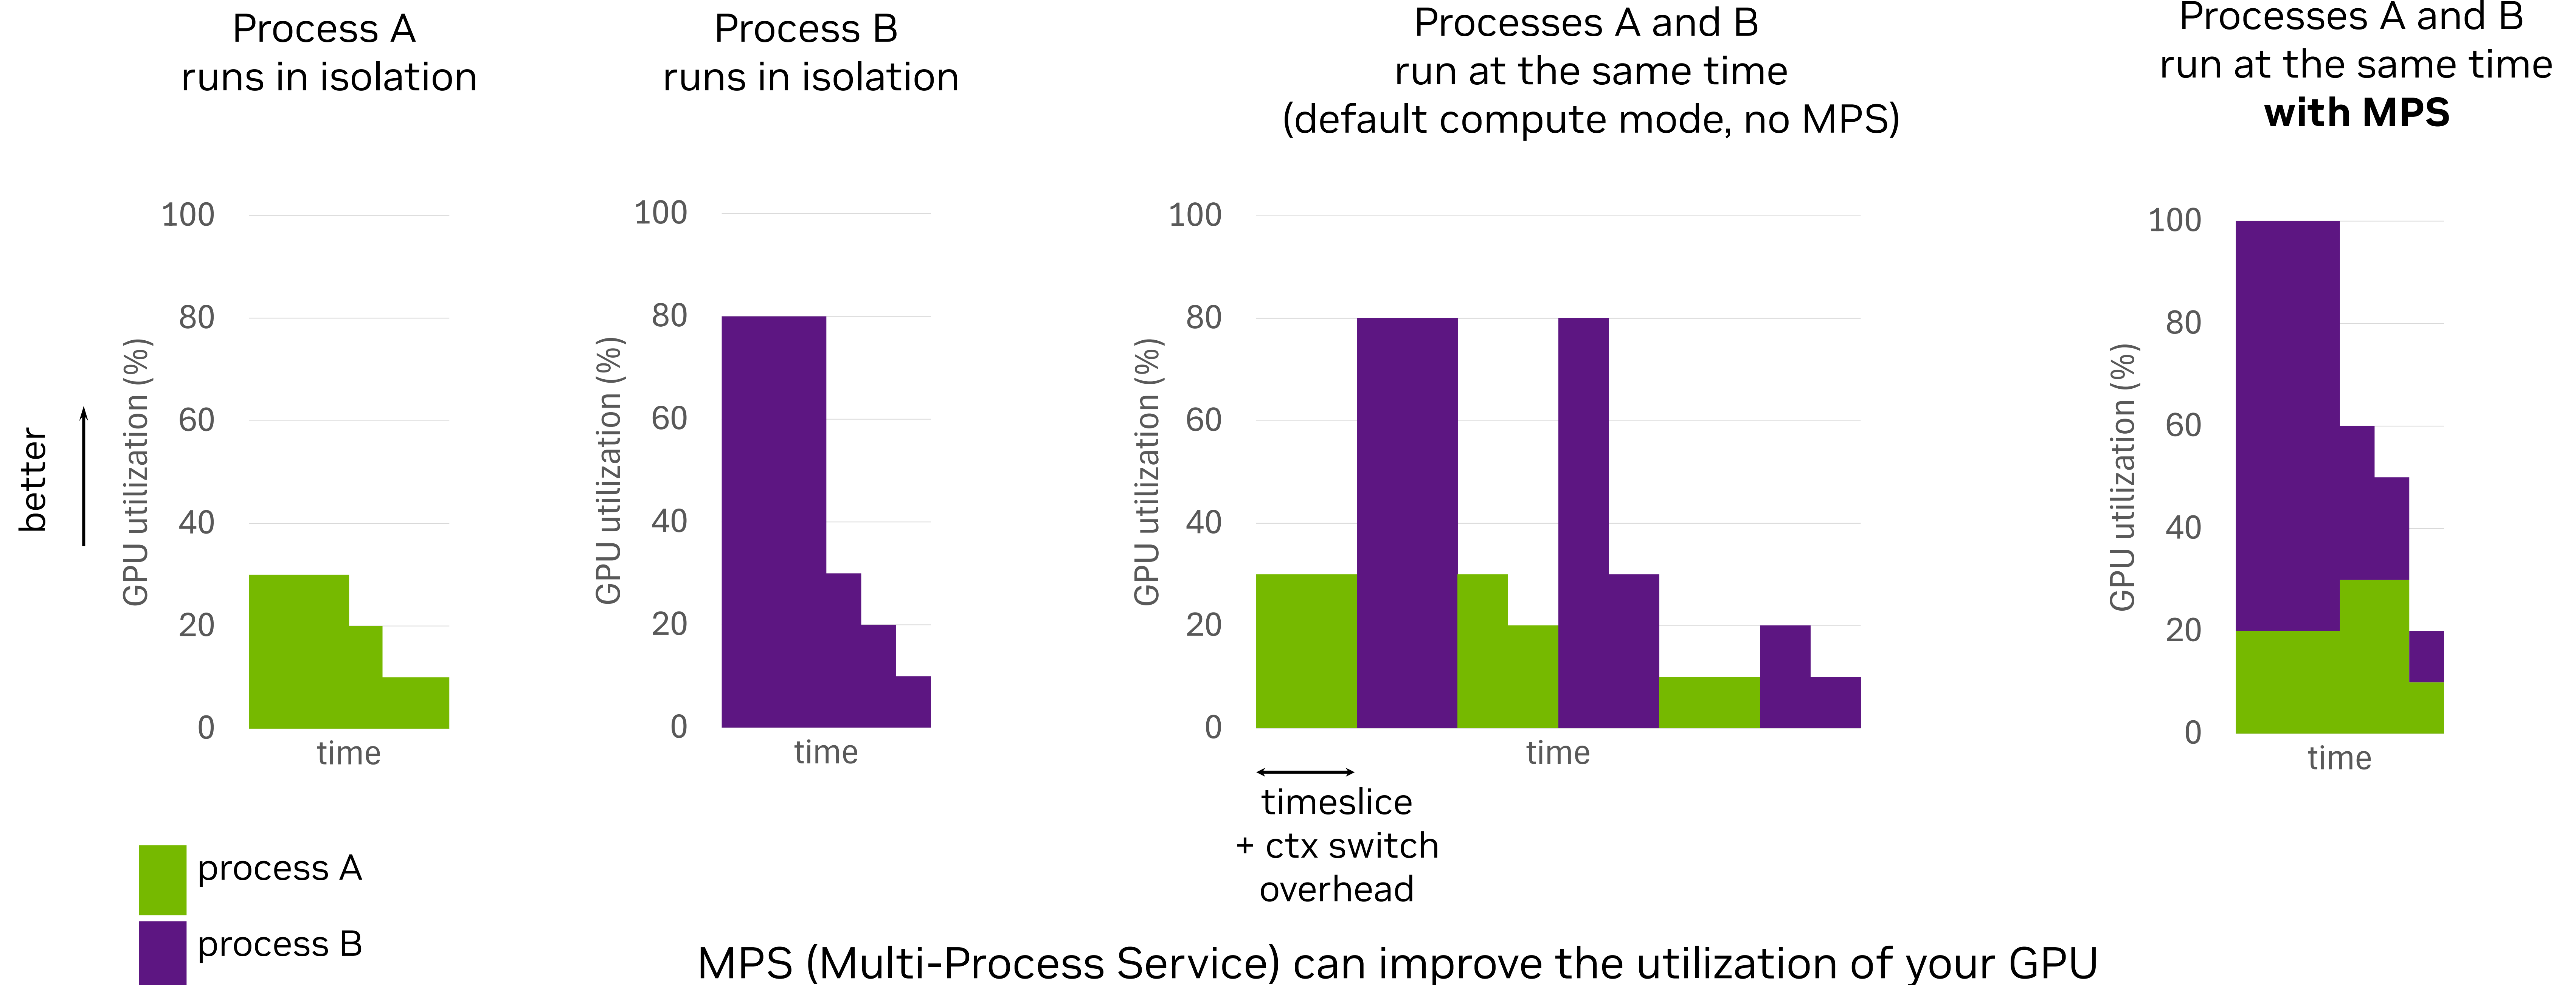 Process A
runs in isolation
Process B
runs in isolation
Processes A and B
run at the same time
(default compute mode, no MPS)
Processes A and B
run at the same time
with MPS
better
GPU utilization (%)
100
80
60
40
20
0
time
GPU utilization (%)
100
80
60
40
20
0
time
GPU utilization (%)
100
80
60
40
20
0
time
timeslice
+ ctx switch
overhead
GPU utilization (%)
100
80
60
40
20
0
time
process A
process B
MPS (Multi-Process Service) can improve the utilization of your GPU